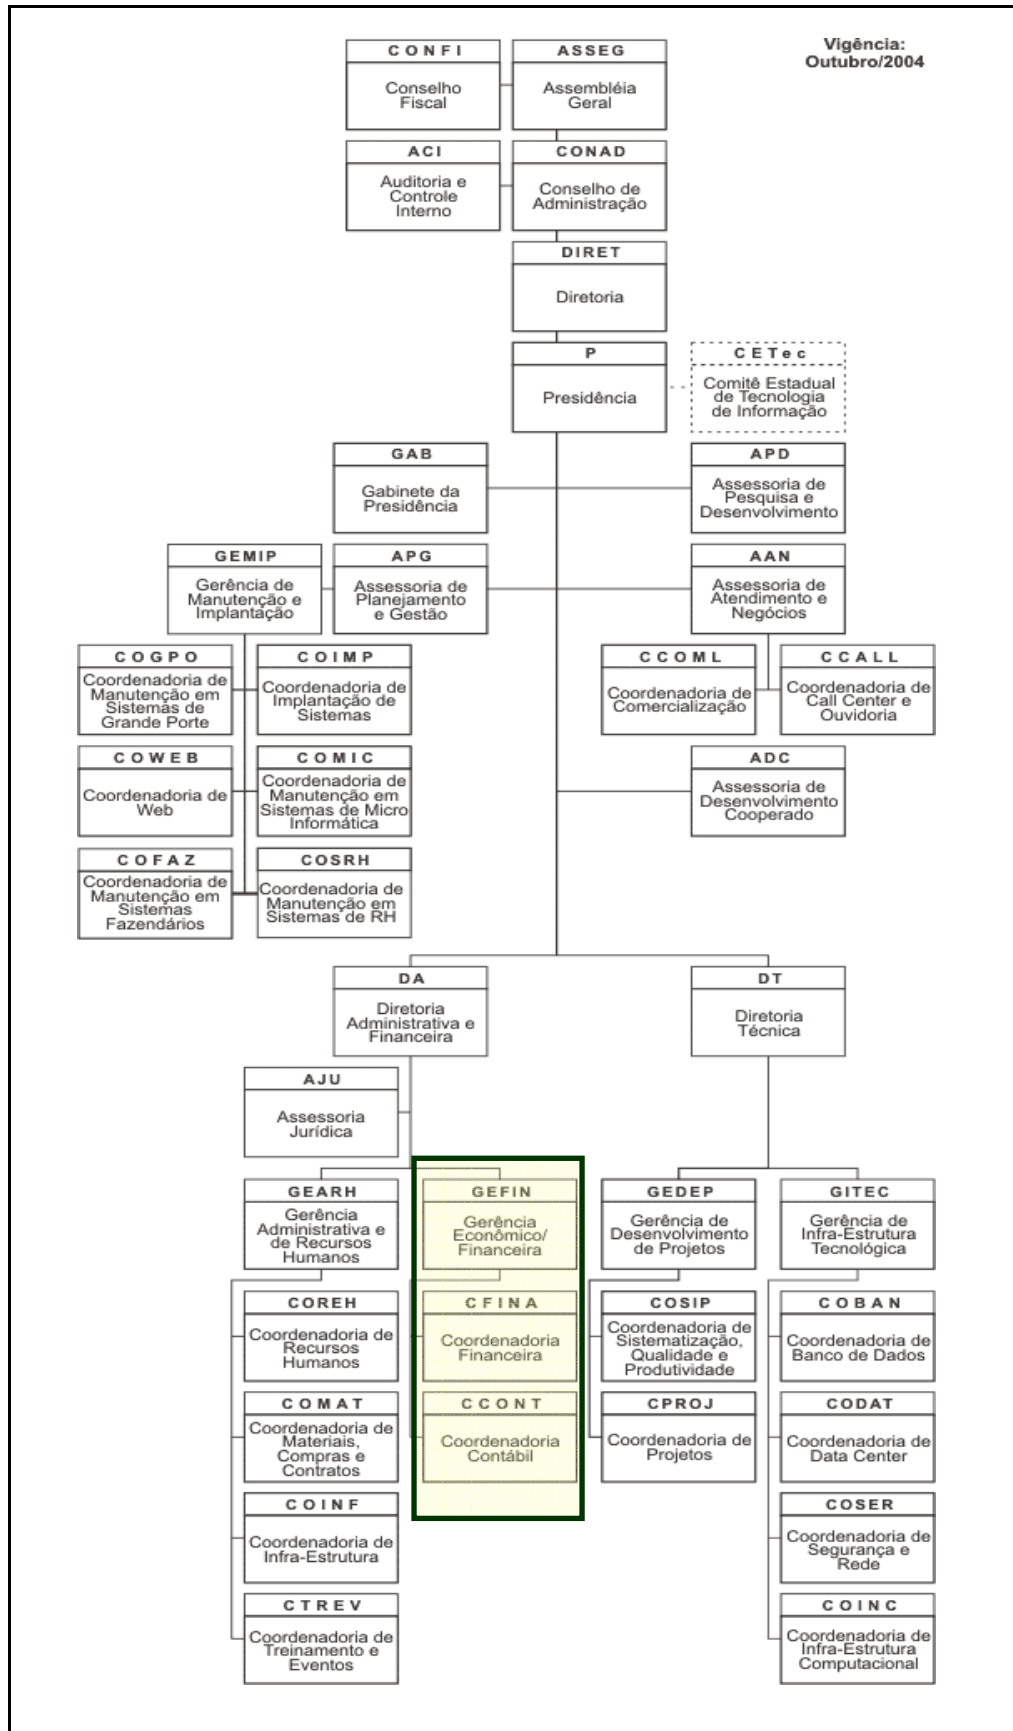 Vigência:
Outubro/2004
CONFI
Conselho
Fiscal
ASSEG
Assembléia
Geral
ACI
Auditoria e
Controle
Interno
CONAD
Conselho de
Administração
DIRET
Diretoria
P
Presidência
CETec
Comitê Estadual
de Tecnologia
de Informação
GAB
Gabinete da
Presidência
APD
Assessoria de
Pesquisa e
Desenvolvimento
GEMIP
Gerência de
Manutenção e
Implantação
APG
Assessoria de
Planejamento
e Gestão
AAN
Assessoria de
Atendimento e
Negócios
COGPO
Coordenadoria de
Manutenção em
Sistemas de
Grande Porte
COIMP
Coordenadoria de
Implantação de
Sistemas
CCOML
Coordenadoria de
Comercialização
CCALL
Coordenadoria de
Call Center e
Ouvidoria
COWEB
Coordenadoria de
Web
COMIC
Coordenadoria de
Manutenção em
Sistemas de Micro
Informática
ADC
Assessoria de
Desenvolvimento
Cooperado
COFAZ
Coordenadoria de
Manutenção em
Sistemas
Fazendários
COSRH
Coordenadoria de
Manutenção em
Sistemas de RH
DA
Diretoria
Administrativa e
Financeira
DT
Diretoria
Técnica
AJU
Assessoria
Jurídica
GEARH
Gerência
Administrativa e
de Recursos
Humanos
GEFIN
Gerência
Econômico/
Financeira
GEDEP
Gerência de
Desenvolvimento
de Projetos
GITEC
Gerência de
Infra-Estrutura
Tecnológica
COREH
Coordenadoria de
Recursos
Humanos
CFINA
Coordenadoria
Financeira
COSIP
Coordenadoria de
Sistematização,
Qualidade e
Produtividade
COBAN
Coordenadoria de
Banco de Dados
COMAT
Coordenadoria de
Materiais,
Compras e
Contratos
CCONT
Coordenadoria
Contábil
CPROJ
Coordenadoria de
Projetos
CODAT
Coordenadoria de
Data Center
COINF
Coordenadoria de
Infra-Estrutura
COSER
Coordenadoria de
Segurança e
Rede
CTREV
Coordenadoria de
Treinamento e
Eventos
COINC
Coordenadoria de
Infra-Estrutura
Computacional